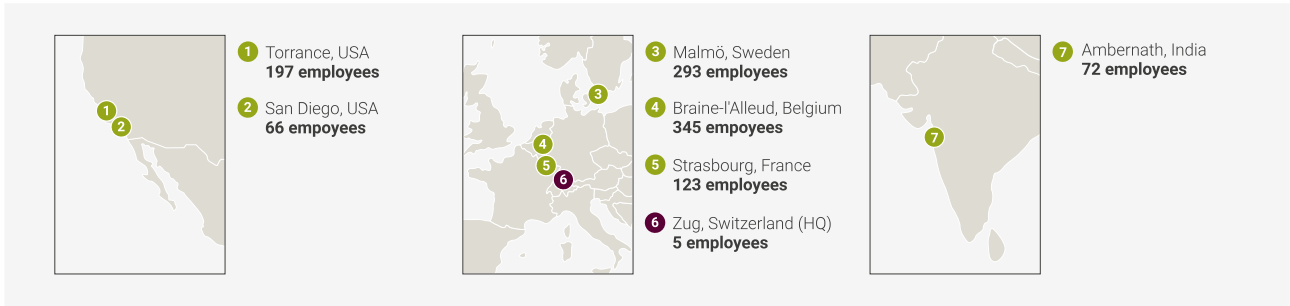 1 Torrance, USA
197 employees
2 San Diego, USA
66 empoyees
1
2
3 Malmö, Sweden
293 employees
4 Braine-l'Alleud, Belgium
345 empoyees
5 Strasbourg, France
123 employees
6 Zug, Switzerland (HQ)
5 employees
3
4
5
6
7 Ambernath, India
72 employees
7